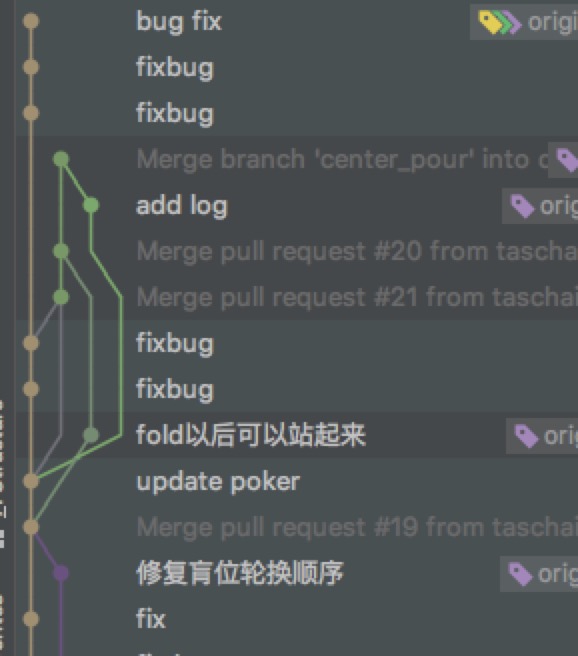 bug fix origi
fixbug
fixbug
Merge branch 'center_pour' into
add log orig
Merge pull request #20 from tascha
Merge pull request #21 from taschai
fixbug
fixbug
fold以后可以站起来 orig
update poker
Merge pull request #19 from taschai
修复盲位轮换顺序 orig
fix